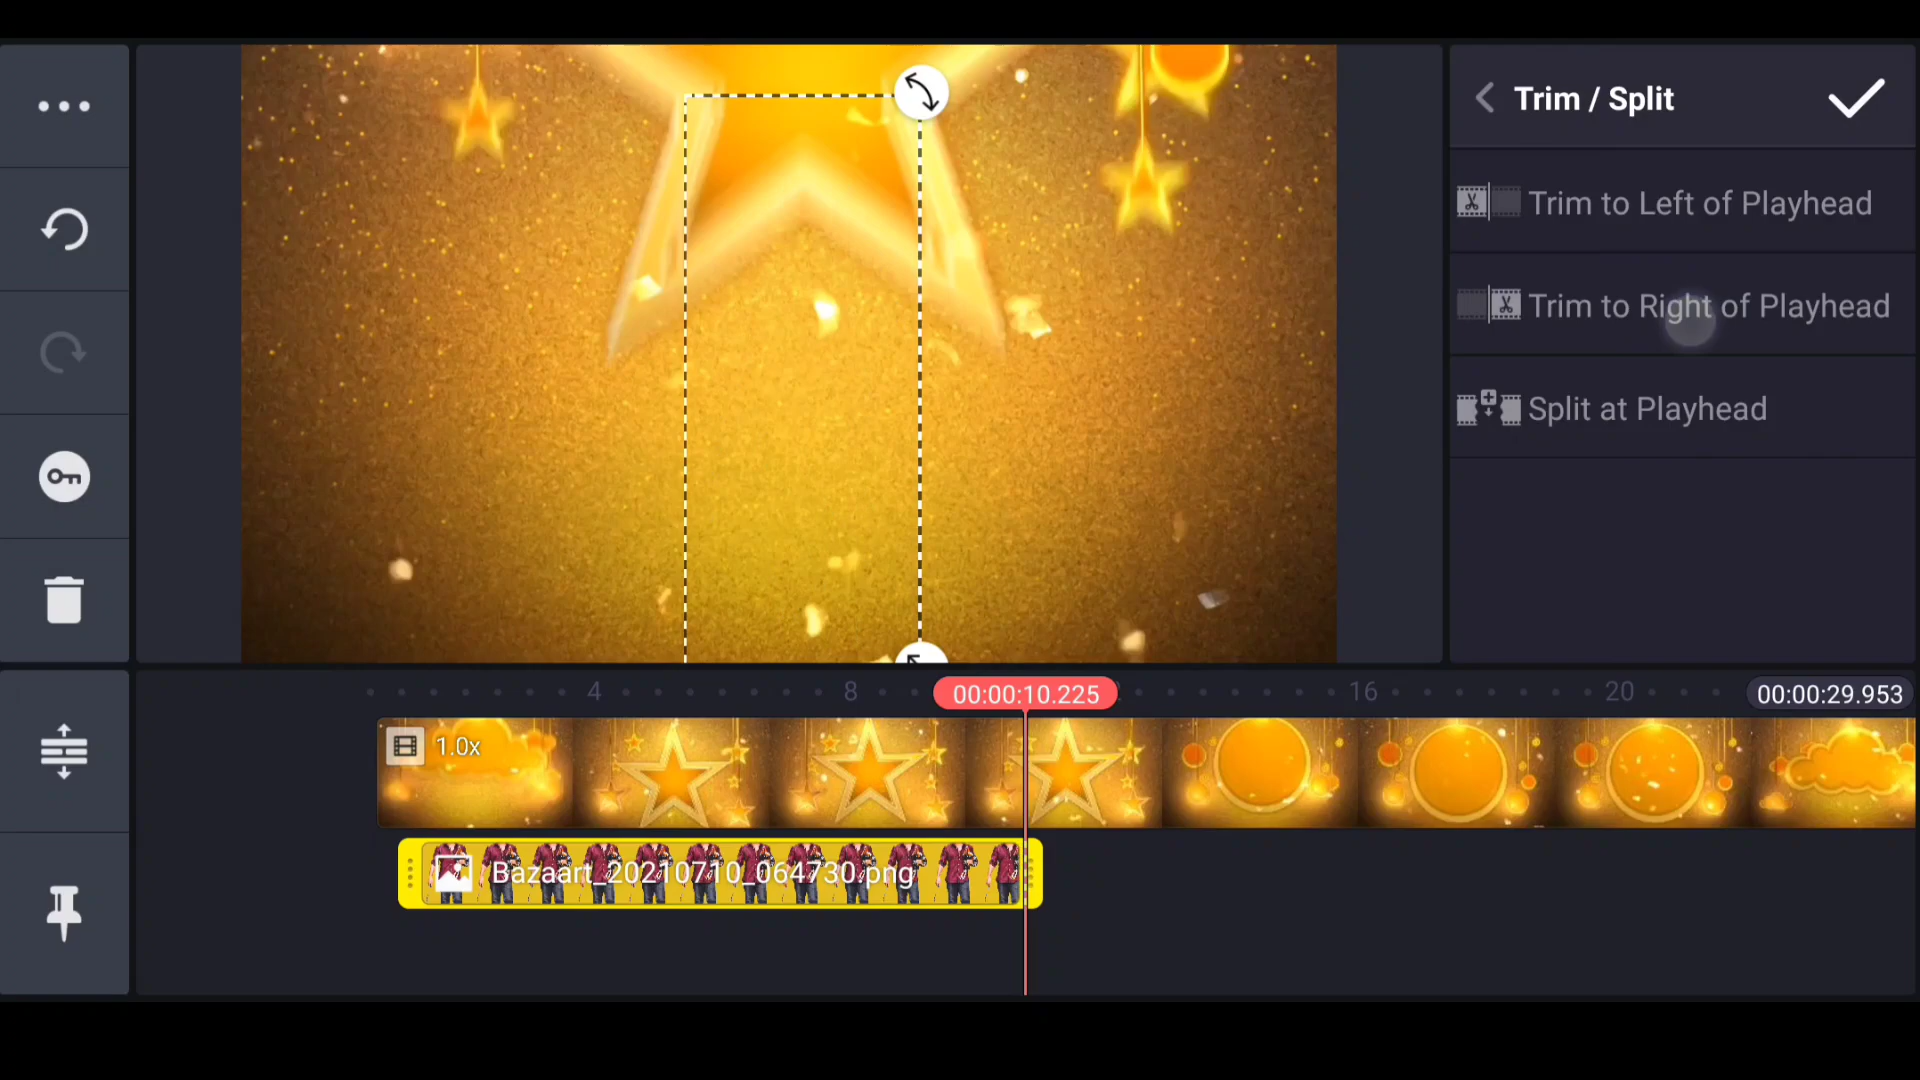 Trim / Split
Trim to Left of Playhead
Trim to Right of Playhead
Split at Playhead
4
8
00:00:10.225
16
20
00:00:29.953
1.0x
Bazaart_20210710_064730.png